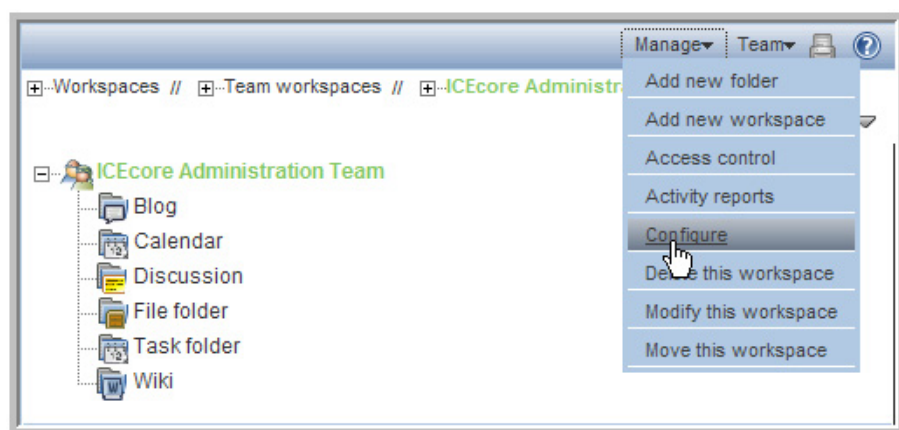 Manage Team
Workspaces // Team workspaces // ICEcore Administr
Add new folder
Add new workspace
Access control
Activity reports
Configure
Delete this workspace
Modify this workspace
Move this workspace
ICEcore Administration Team
Blog
Calendar
Discussion
File folder
Task folder
Wiki